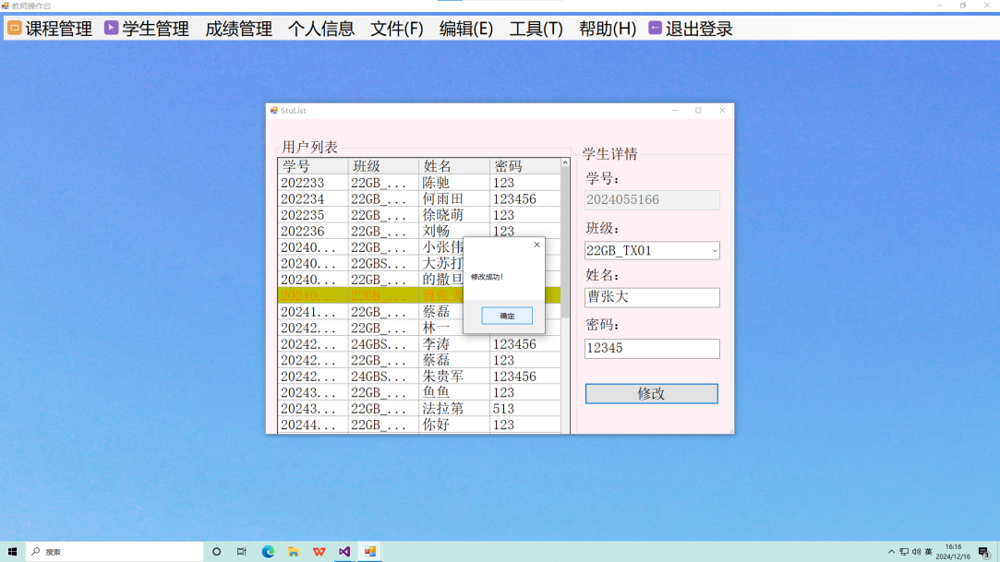 教师操作台
课程管理 学生管理 成绩管理 个人信息 文件(F) 编辑(E) 工具(T) 帮助(H) 退出登录
StuList
用户列表
学号 班级 姓名 密码
202233 22GB_... 陈驰 123
202234 22GB_... 何雨田 123456
202235 22GB_... 徐晓萌 123
202236 22GB_... 刘畅 123
20240... 22GB_... 小张伟
20240... 22GBS... 大苏打
20240... 22GB_... 的撒旦
20240... 22GB_... 曹张大
20241... 22GB_... 蔡磊
20242... 22GB_... 林一
20242... 24GBS... 李涛 123456
20242... 22GB_... 蔡磊 123
20242... 24GBS... 朱贵军 123456
20243... 22GB_... 鱼鱼 123
20243... 22GB_... 法拉第 513
20244... 22GB_... 你好 123
修改成功!
确定
学生详情
学号:
2024055166
班级:
22GB_TX01
姓名:
曹张大
密码:
12345
修改
搜索
英
16:16
2024/12/16
3